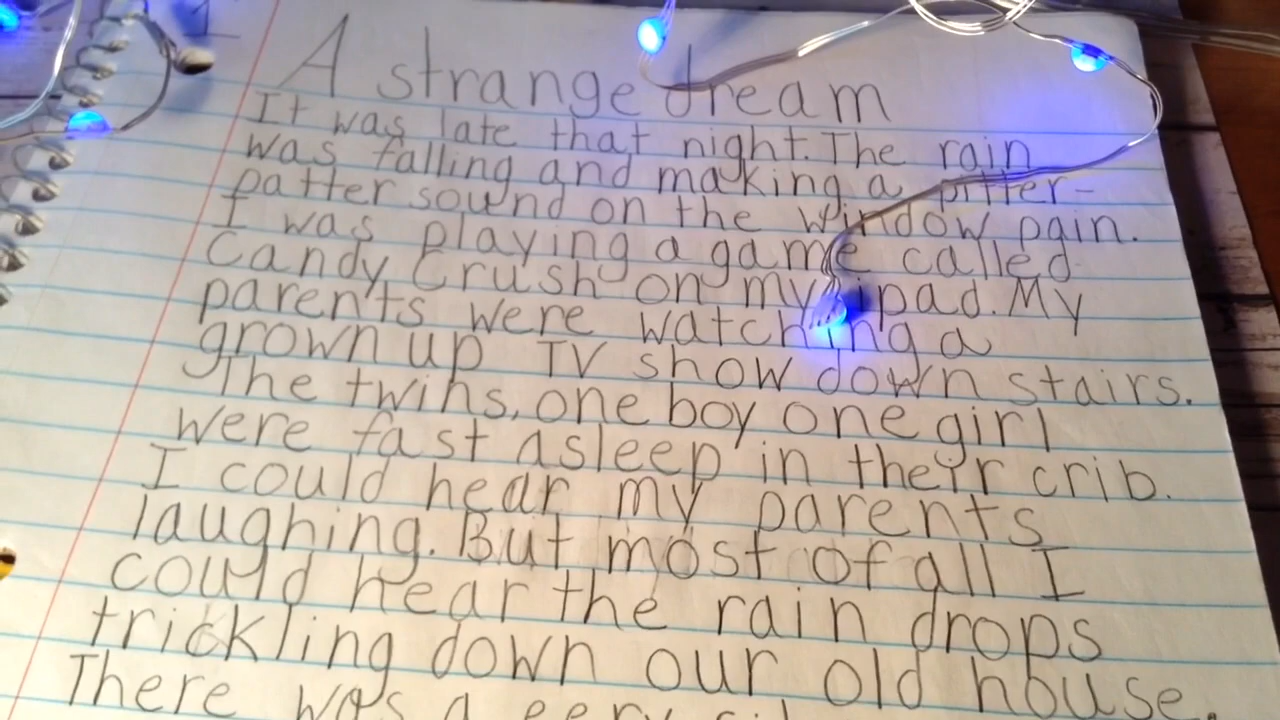 A strange dream
It was late that night. The rain
was falling and making a pitter-
patter sound on the window pain.
I was playing a game called
Candy Crush on my ipad. My
parents were watching a
grown up TV show down stairs.
The twins, one boy one girl
were fast asleep in their crib.
I could hear my parents
laughing. But most of all I
could hear the rain drops
trickling down our old house.
There was a eery